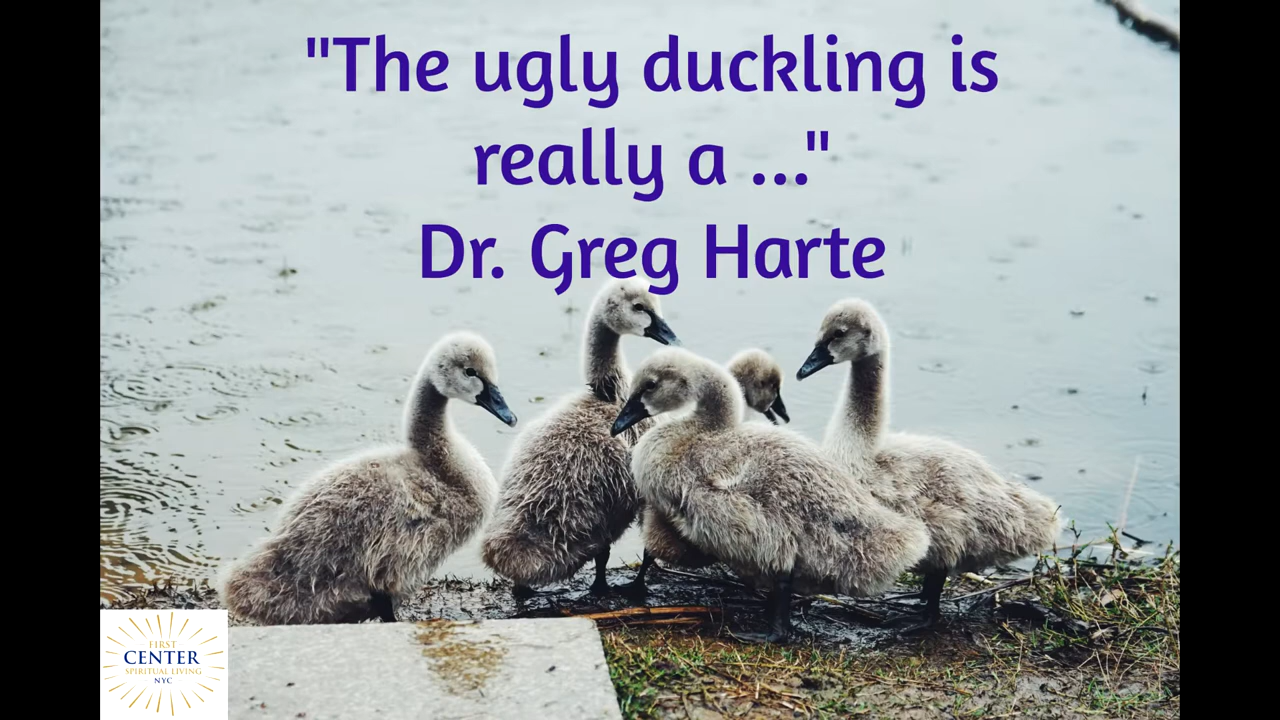 "The ugly duckling is
really a ..."
Dr. Greg Harte
FIRST
CENTER
SPIRITUAL LIVING
NYC